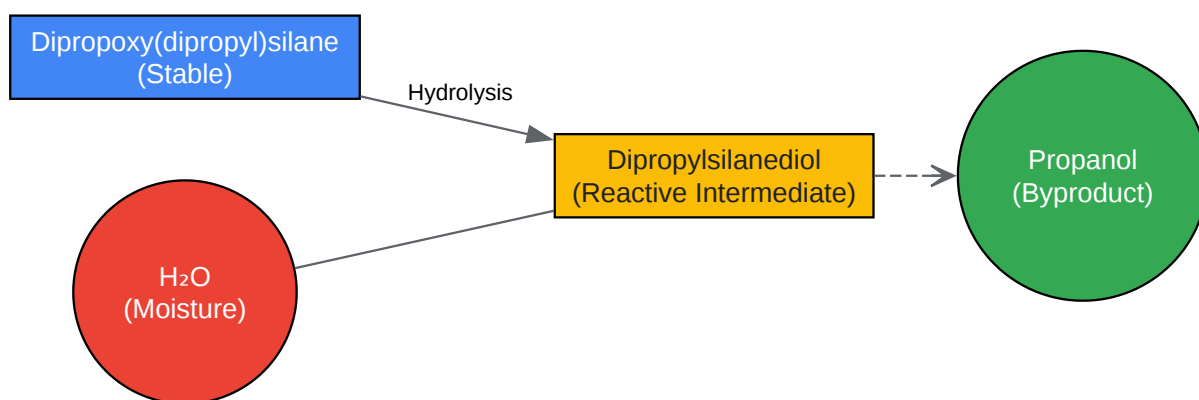 Dipropoxy(dipropyl)silane
(Stable)
Hydrolysis
Dipropylsilanediol
(Reactive Intermediate)
Propanol
(Byproduct)
H₂O
(Moisture)